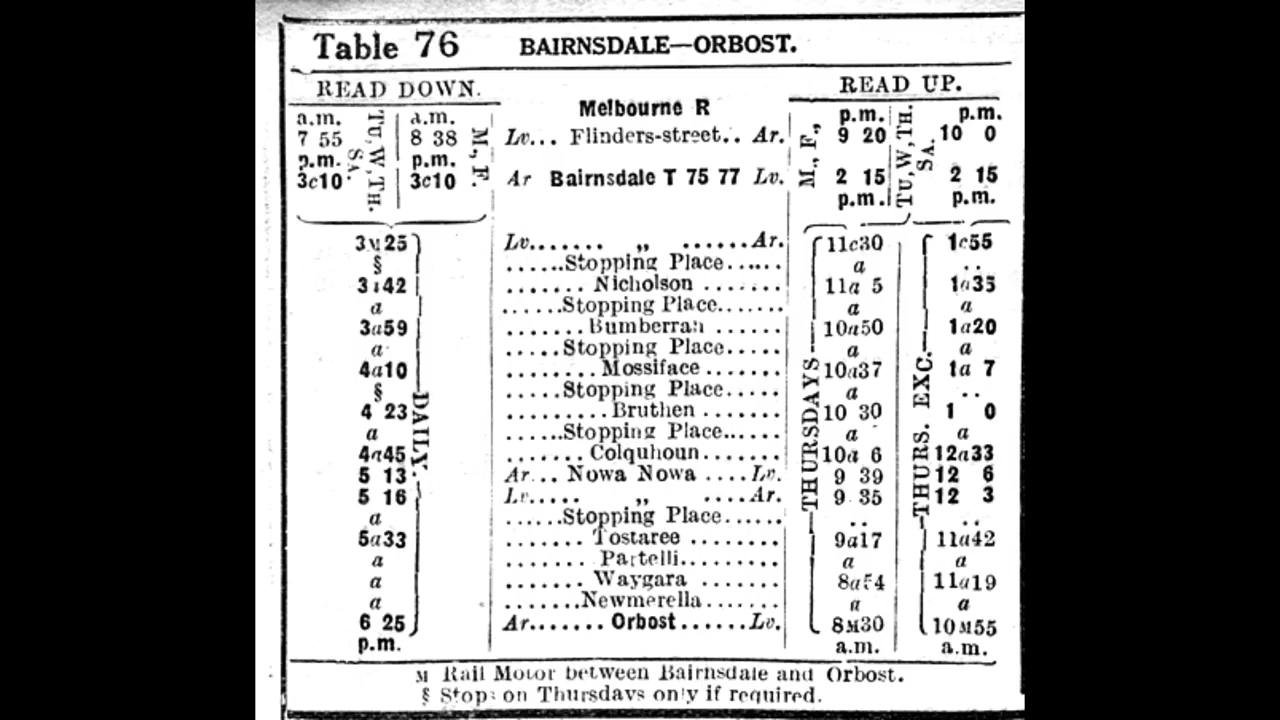 Table 76 BAIRNSDALE—ORBOST.
READ DOWN. READ UP.
Melbourne R
a.m. a.m. p.m. p.m.
7 55 TU, W, TH. SA 8 38 M., F. Lv... Flinders-street.. Ar. M., F., 9 20 TU, W, TH. SA. 10 0
p.m. p.m.
3c10 3c10 Ar Bairnsdale T 75 77 Lv. 2 15 2 15
p.m. p.m.
3M25 Lv....... „ ......Ar. 11c30 1c55
§ ......Stopping Place...... a ..
3 42 ........ Nicholson ....... 11a 5 1a35
a ......Stopping Place....... a a
3a59 ....... Bumberrah ...... 10a50 1a20
a .....Stopping Place..... a a
4a10 ........ Mossiface ....... 10a37 1a 7
§ .....Stopping Place..... a ..
4 23 DAILY. .........Bruthen ....... THURSDAYS 10 30 THURS. EXC. 1 0
a ......Stopping Place...... a a
4a45 ....... Colquhoun....... 10a 6 12a33
5 13 Ar... Nowa Nowa ....Lv. 9 39 12 6
5 16 Lv..... „ ....Ar. 9 35 12 3
a ......Stopping Place...... .. ..
5a33 ....... Tostaree ........ 9a17 11a42
a ........ Partelli......... a a
a ....... Waygara ....... 8a54 11a19
a .......Newmerella....... a a
6 25 Ar....... Orbost......Lv. 8M30 10M55
p.m. a.m. a.m.
M Rail Motor between Bairnsdale and Orbost.
§ Stops on Thursdays only if required.